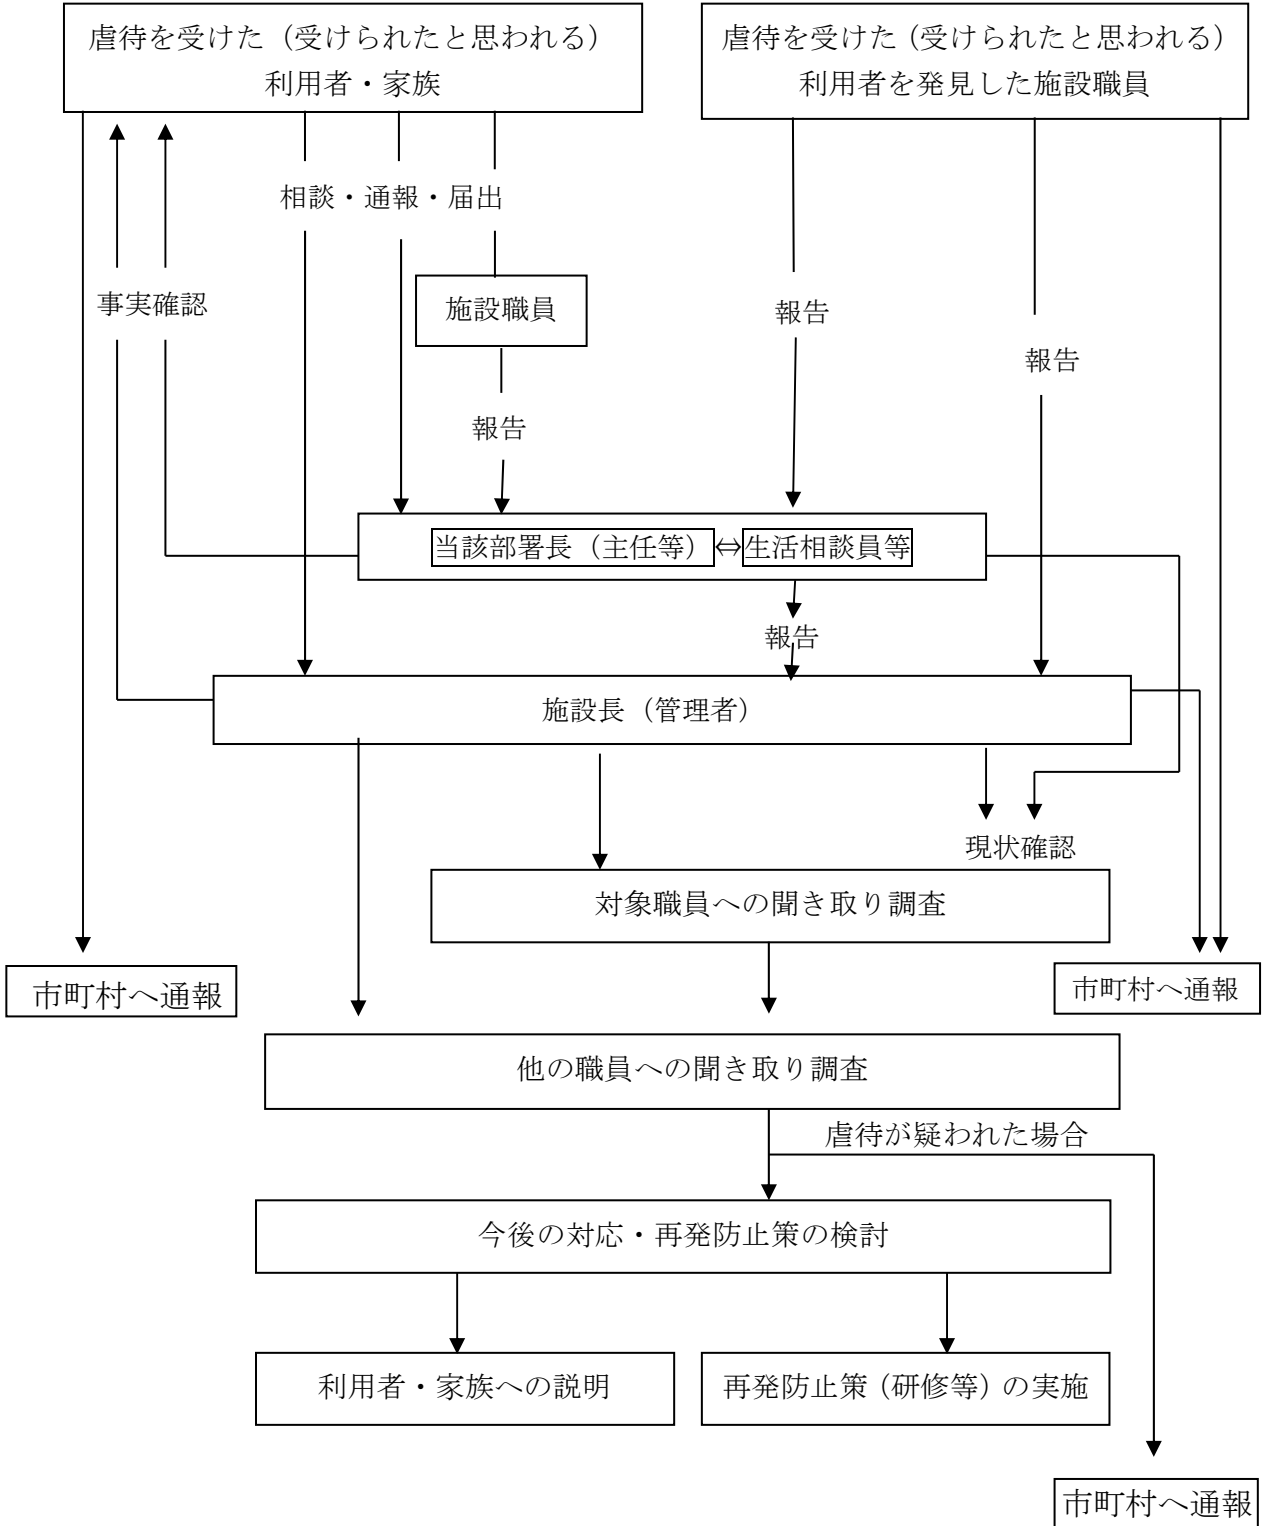 虐待を受けた（受けられたと思われる）
利用者・家族
虐待を受けた（受けられたと思われる）
利用者を発見した施設職員
相談・通報・届出
事実確認
施設職員
報告
報告
報告
当該部署長（主任等）⇔生活相談員等
報告
施設長（管理者）
現状確認
対象職員への聞き取り調査
市町村へ通報
市町村へ通報
他の職員への聞き取り調査
虐待が疑われた場合
今後の対応・再発防止策の検討
利用者・家族への説明
再発防止策（研修等）の実施
市町村へ通報